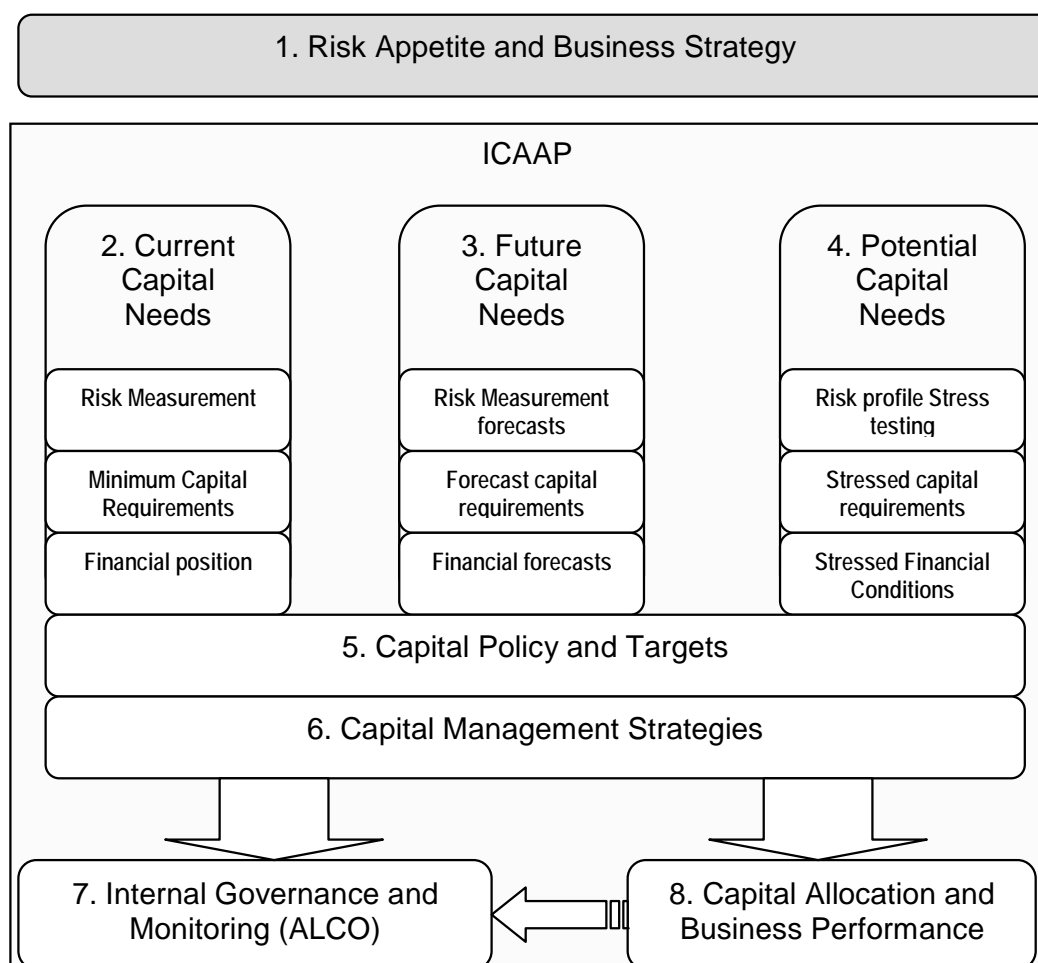 1. Risk Appetite and Business Strategy
ICAAP
2. Current
Capital
Needs
Risk Measurement
Minimum Capital
Requirements
Financial position
3. Future
Capital
Needs
Risk Measurement
forecasts
Forecast capital
requirements
Financial forecasts
4. Potential
Capital
Needs
Risk profile Stress
testing
Stressed capital
requirements
Stressed Financial
Conditions
5. Capital Policy and Targets
6. Capital Management Strategies
7. Internal Governance and
Monitoring (ALCO)
8. Capital Allocation and
Business Performance